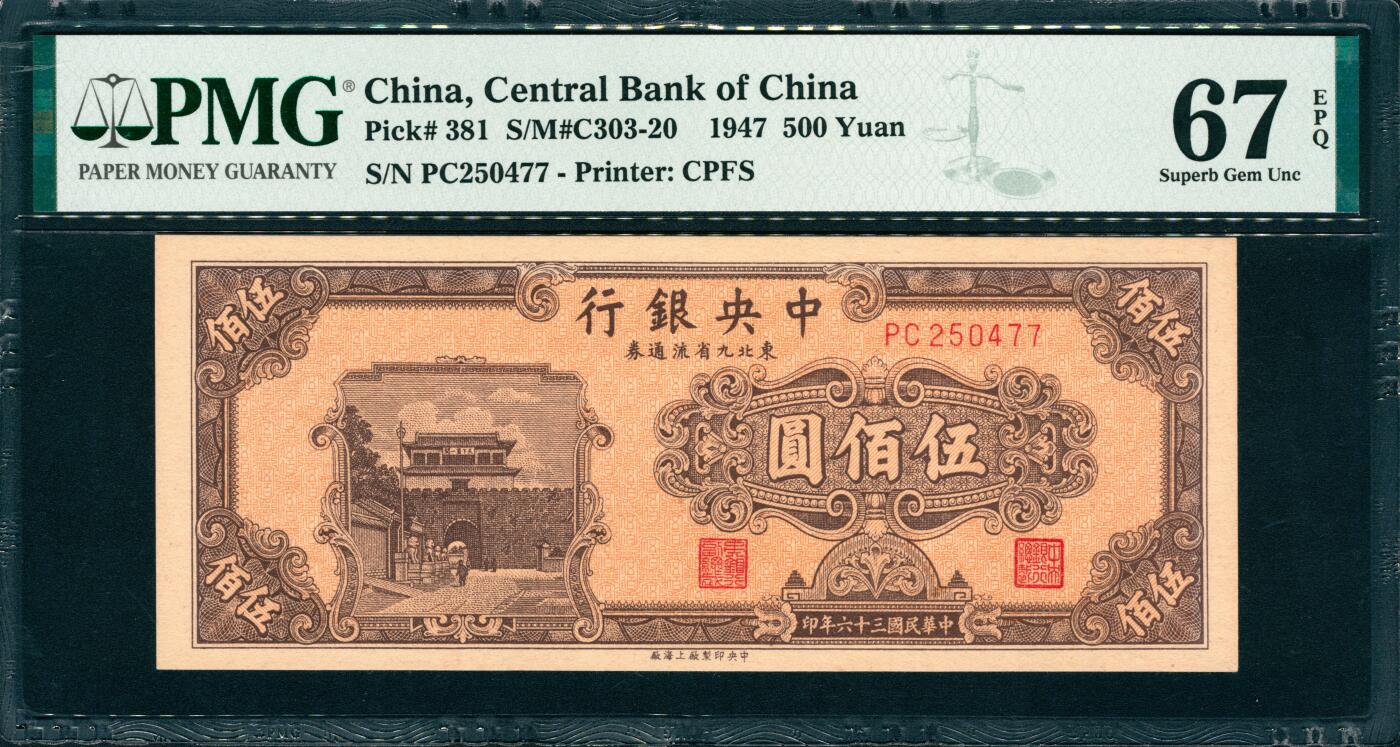 PMG®
PAPER MONEY GUARANTY
China, Central Bank of China
Pick# 381 S/M#C303-20 1947 500 Yuan
S/N PC250477 - Printer: CPFS
67
EPQ
Superb Gem Unc
行銀央中
券通流省九北東
PC250477
伍佰
伍佰
圓佰伍
伍佰
伍佰
印年六十三國民華中
廠海上廠製印央中
PMG